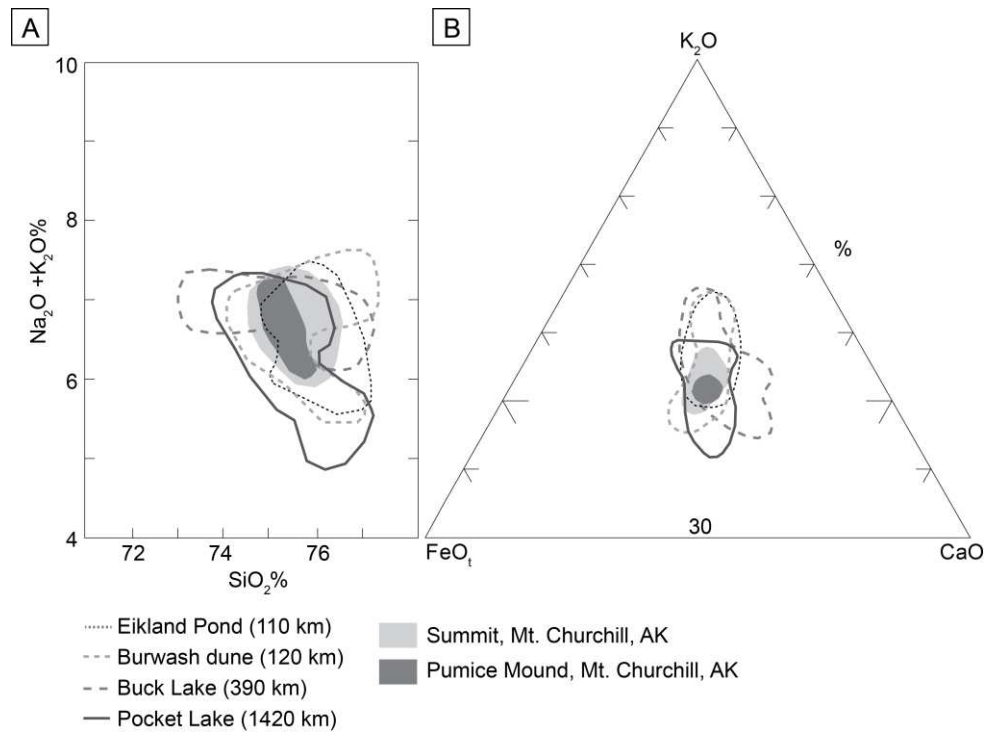 A
10
8
6
4
Na₂O +K₂O%
72 74 76
SiO₂%
B
K₂O
%
30
FeOₜ
CaO
Eikland Pond (110 km)
Burwash dune (120 km)
Buck Lake (390 km)
Pocket Lake (1420 km)
Summit, Mt. Churchill, AK
Pumice Mound, Mt. Churchill, AK